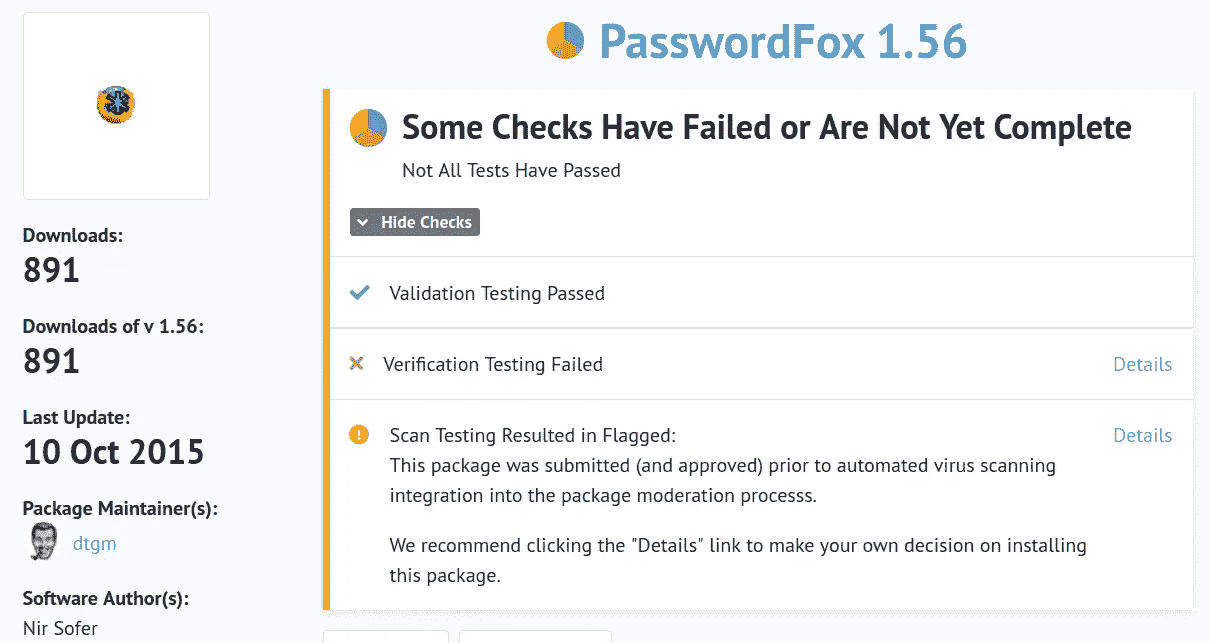 PasswordFox 1.56
Some Checks Have Failed or Are Not Yet Complete
Not All Tests Have Passed
Hide Checks
Validation Testing Passed
Verification Testing Failed
Details
Scan Testing Resulted in Flagged:
Details
This package was submitted (and approved) prior to automated virus scanning
integration into the package moderation processs.
We recommend clicking the "Details" link to make your own decision on installing
this package.
Downloads:
891
Downloads of v 1.56:
891
Last Update:
10 Oct 2015
Package Maintainer(s):
dtgm
Software Author(s):
Nir Sofer